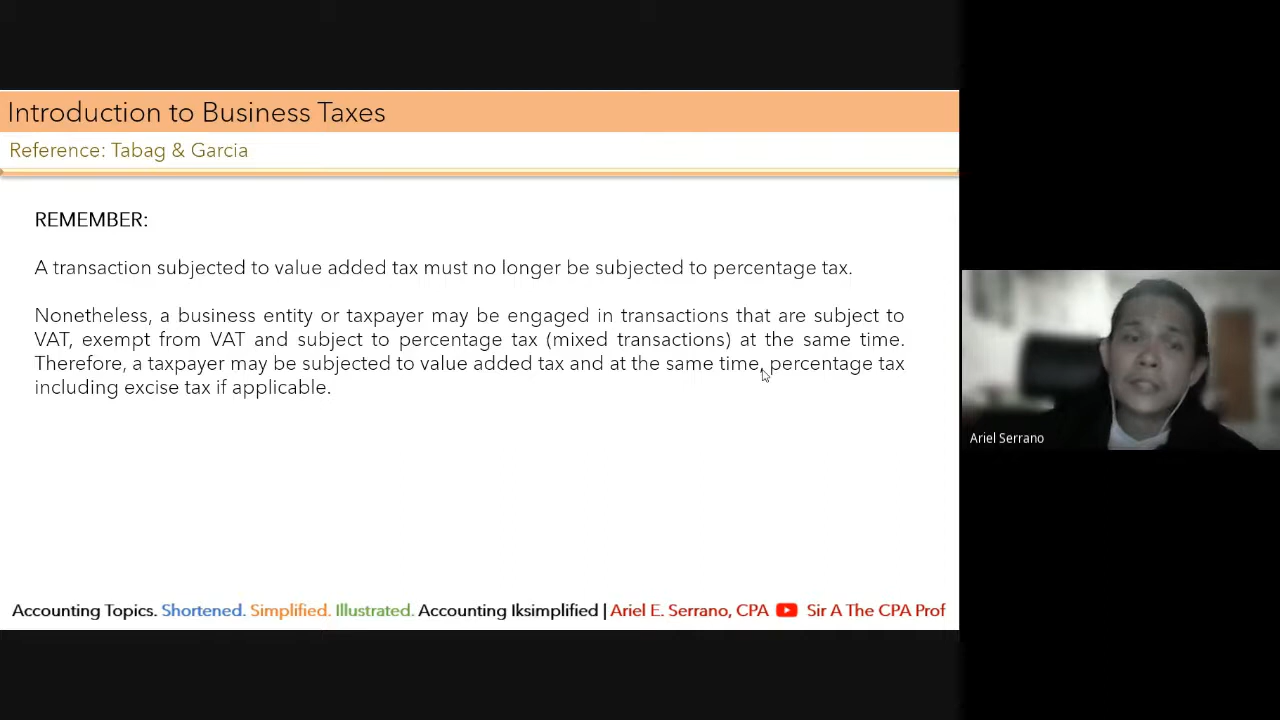 Introduction to Business Taxes
Reference: Tabag & Garcia
REMEMBER:
A transaction subjected to value added tax must no longer be subjected to percentage tax.
Nonetheless, a business entity or taxpayer may be engaged in transactions that are subject to
VAT, exempt from VAT and subject to percentage tax (mixed transactions) at the same time.
Therefore, a taxpayer may be subjected to value added tax and at the same time, percentage tax
including excise tax if applicable.
Ariel Serrano
Accounting Topics. Shortened. Simplified. Illustrated. Accounting Iksimplified | Ariel E. Serrano, CPA Sir A The CPA Prof